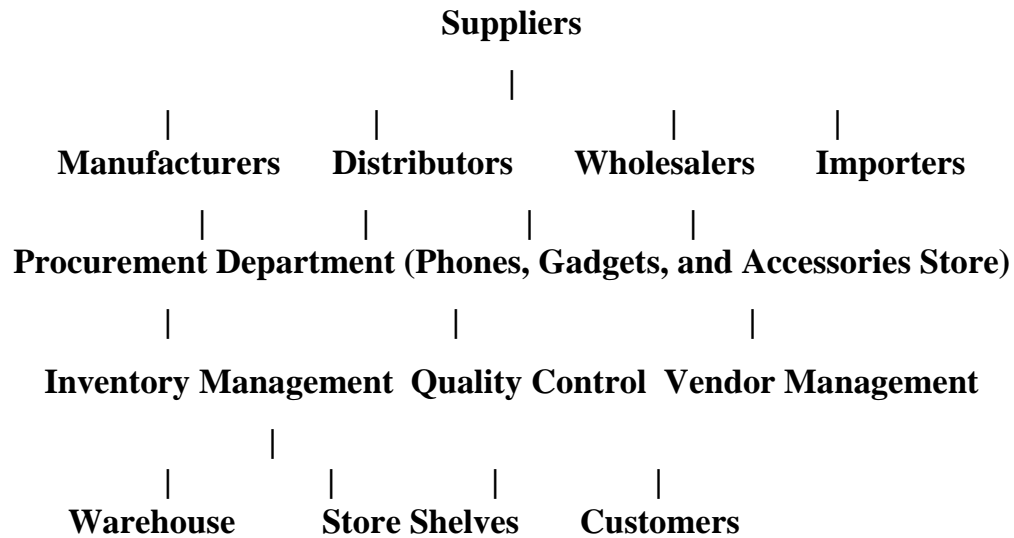 Suppliers
|
| | | |
Manufacturers Distributors Wholesalers Importers
| | | |
Procurement Department (Phones, Gadgets, and Accessories Store)
| | |
Inventory Management Quality Control Vendor Management
|
| | | |
Warehouse Store Shelves Customers